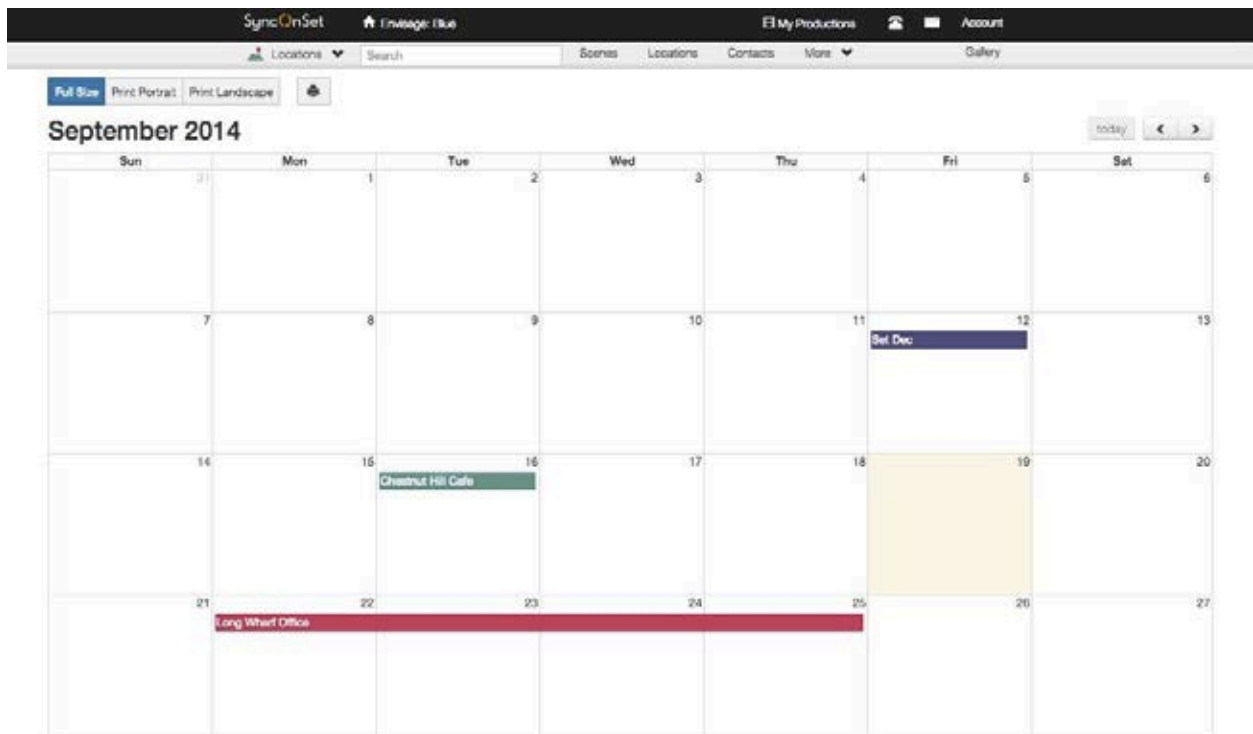 SyncOnSet Envisage: Blue My Productions Account
Locations Search Scenes Locations Contacts More Gallery
Full Size Print Portrait Print Landscape
September 2014 today
Sun Mon Tue Wed Thu Fri Sat
31 1 2 3 4 5 6
7 8 9 10 11 12 13
Set Dec
14 15 16 17 18 19 20
Chestnut Hill Cafe
21 22 23 24 25 26 27
Long Wharf Office